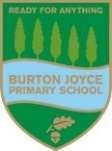 READY FOR ANYTHING
BURTON JOYCE
PRIMARY SCHOOL